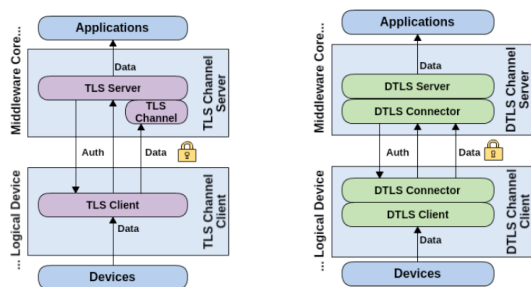 Applications
Data
TLS Server
TLS
Channel
Middleware Core...
TLS Channel
Server
Auth
Data
TLS Client
... Logical Device
TLS Channel
Client
Data
Devices
Applications
Data
DTLS Server
DTLS Connector
Middleware Core...
DTLS Channel
Server
Auth
Data
DTLS Connector
DTLS Client
... Logical Device
DTLS Channel
Client
Data
Devices